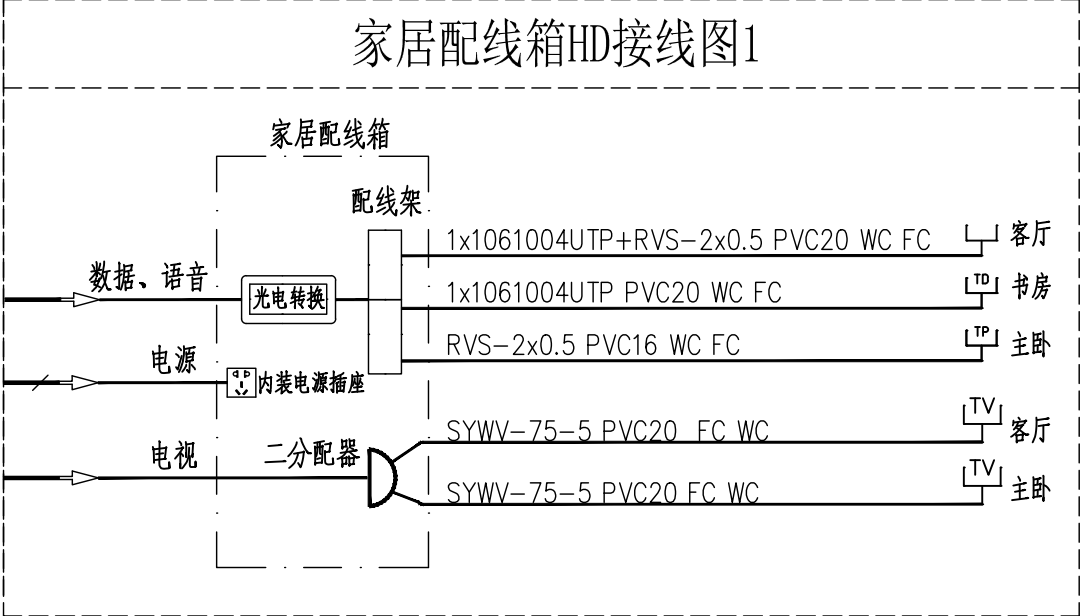 家居配线箱HD接线图1
家居配线箱
配线架
1x1061004UTP+RVS-2x0.5 PVC20 WC FC 客厅
数据、语音 光电转换 1x1061004UTP PVC20 WC FC TD 书房
RVS-2x0.5 PVC16 WC FC TP 主卧
电源 内装电源插座
电视 二分配器 SYWV-75-5 PVC20 FC WC TV 客厅
SYWV-75-5 PVC20 FC WC TV 主卧